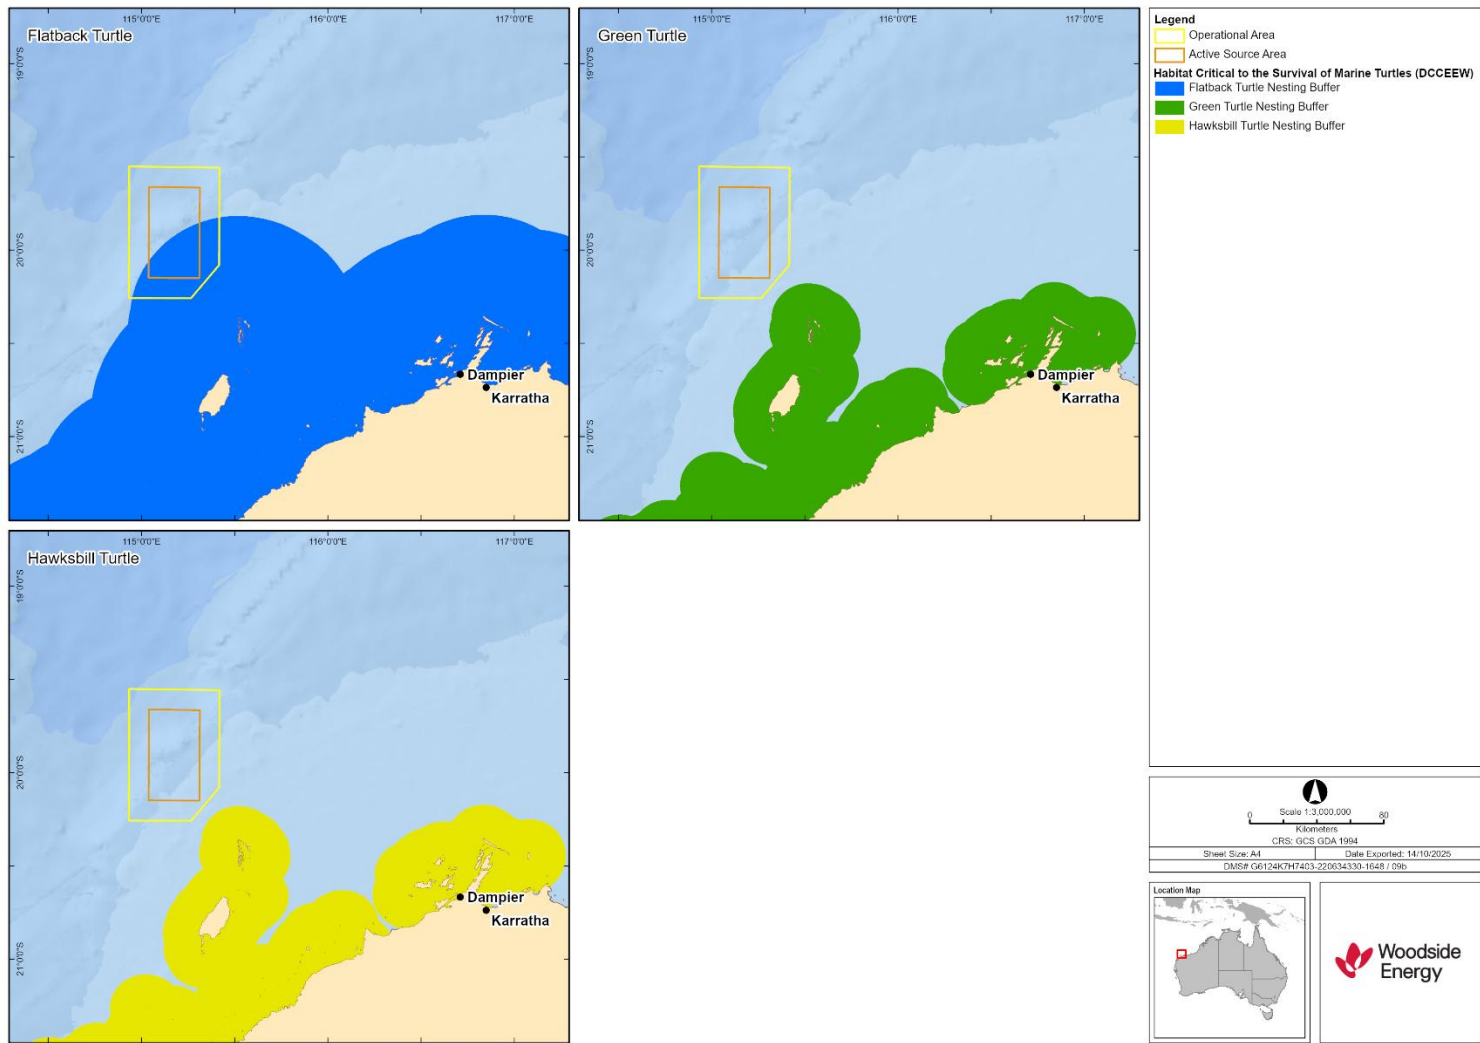 115°0'0"E
116°0'0"E
117°0'0"E
Flatback Turtle
19°0'0"S
20°0'0"S
21°0'0"S
Dampier
Karratha
115°0'0"E
116°0'0"E
117°0'0"E
Green Turtle
19°0'0"S
20°0'0"S
21°0'0"S
Dampier
Karratha
115°0'0"E
116°0'0"E
117°0'0"E
Hawksbill Turtle
19°0'0"S
20°0'0"S
21°0'0"S
Dampier
Karratha
Legend
Operational Area
Active Source Area
Habitat Critical to the Survival of Marine Turtles (DCCEEW)
Flatback Turtle Nesting Buffer
Green Turtle Nesting Buffer
Hawksbill Turtle Nesting Buffer
Scale 1:3,000,000
0 80
Kilometers
CRS: GCS GDA 1994
Sheet Size: A4 Date Exported: 14/10/2025
DMS# G6124K7H7403-220634330-1648 / 09b
Location Map
Woodside
Energy